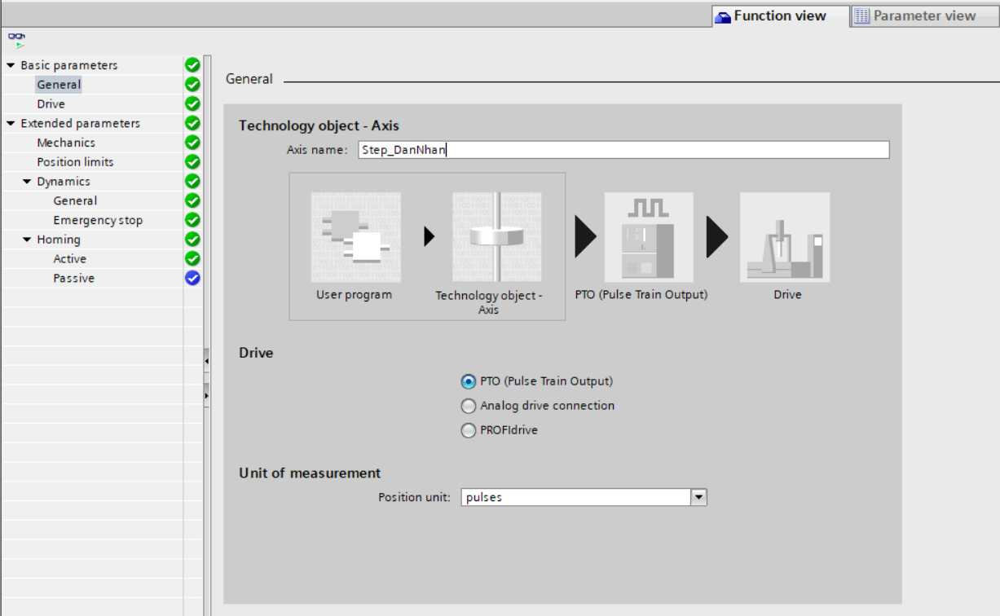 Function view
Parameter view
Basic parameters
General
Drive
Extended parameters
Mechanics
Position limits
Dynamics
General
Emergency stop
Homing
Active
Passive
General
Technology object - Axis
Axis name:
Step_DanNhan
User program
Technology object -
Axis
PTO (Pulse Train Output)
Drive
Drive
PTO (Pulse Train Output)
Analog drive connection
PROFIdrive
Unit of measurement
Position unit:
pulses